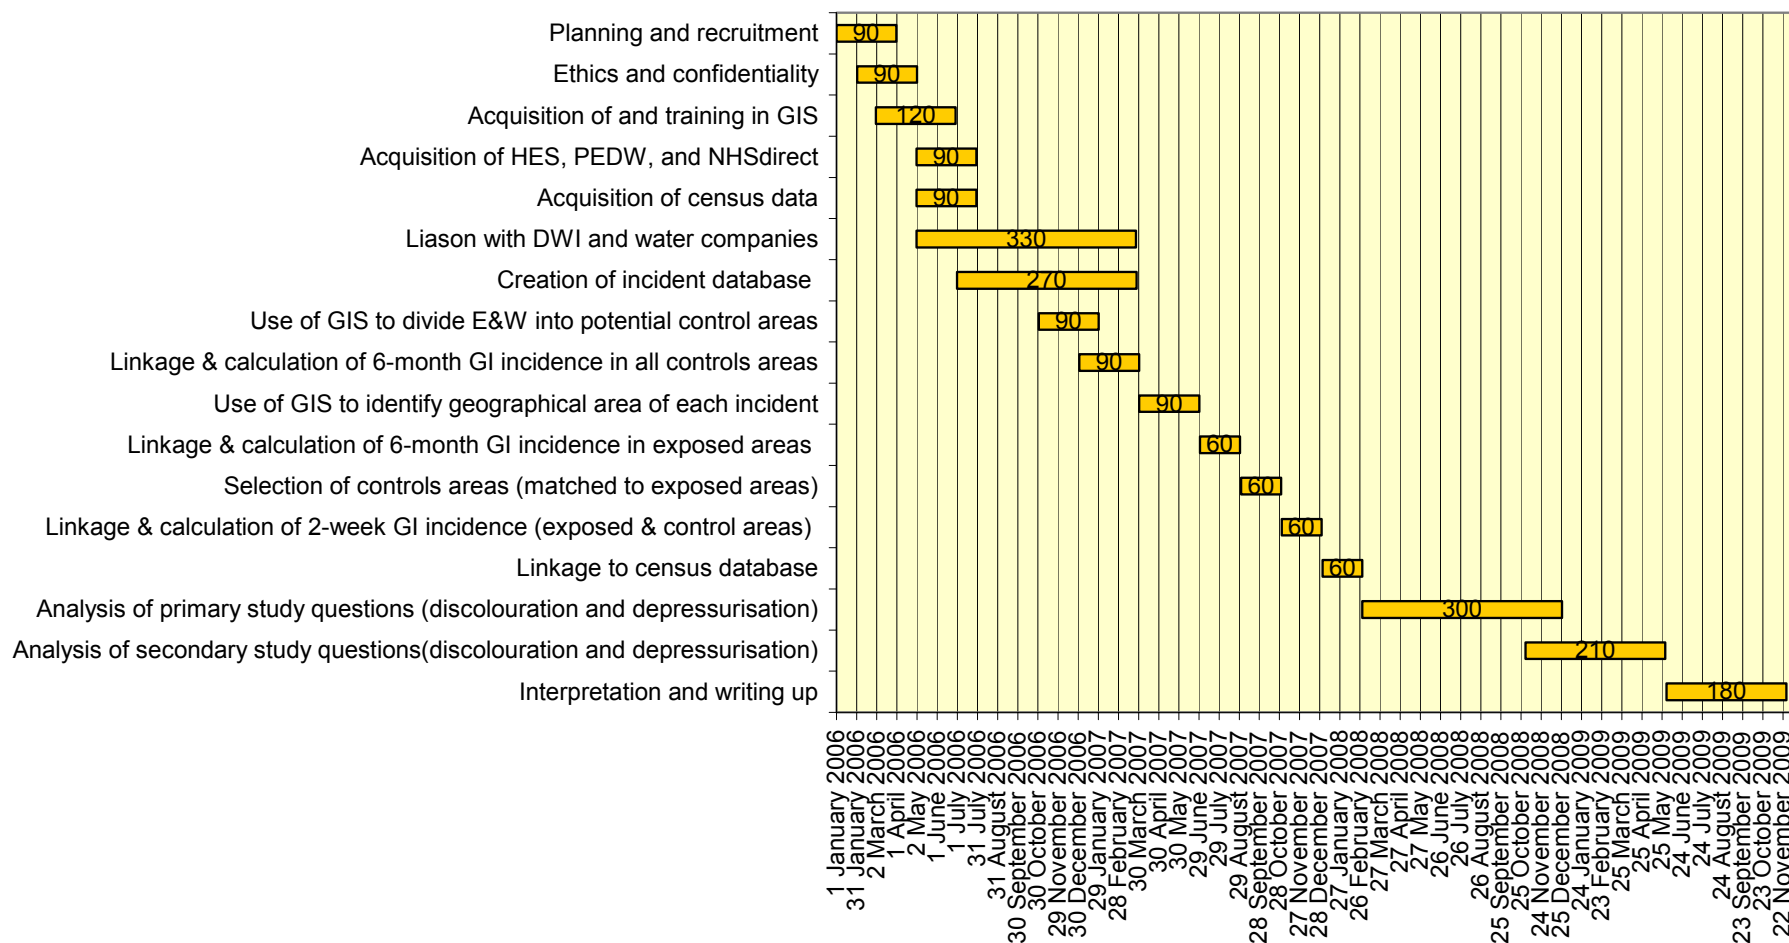 Planning and recruitment
90
Ethics and confidentiality
90
Acquisition of and training in GIS
120
Acquisition of HES, PEDW, and NHSdirect
90
Acquisition of census data
90
Liason with DWI and water companies
330
Creation of incident database
270
Use of GIS to divide E&W into potential control areas
90
Linkage & calculation of 6-month GI incidence in all controls areas
90
Use of GIS to identify geographical area of each incident
90
Linkage & calculation of 6-month GI incidence in exposed areas
60
Selection of controls areas (matched to exposed areas)
60
Linkage & calculation of 2-week GI incidence (exposed & control areas)
60
Linkage to census database
60
Analysis of primary study questions (discolouration and depressurisation)
300
Analysis of secondary study questions(discolouration and depressurisation)
210
Interpretation and writing up
180
1 January 2006
31 January 2006
2 March 2006
1 April 2006
2 May 2006
1 June 2006
1 July 2006
31 July 2006
31 August 2006
30 September 2006
30 October 2006
29 November 2006
30 December 2006
29 January 2007
28 February 2007
30 March 2007
30 April 2007
30 May 2007
29 June 2007
29 July 2007
29 August 2007
28 September 2007
28 October 2007
27 November 2007
28 December 2007
27 January 2008
26 February 2008
27 March 2008
27 April 2008
27 May 2008
26 June 2008
26 July 2008
26 August 2008
25 September 2008
25 October 2008
24 November 2008
25 December 2008
24 January 2009
23 February 2009
25 March 2009
25 April 2009
25 May 2009
24 June 2009
24 July 2009
24 August 2009
23 September 2009
23 October 2009
22 November 2009